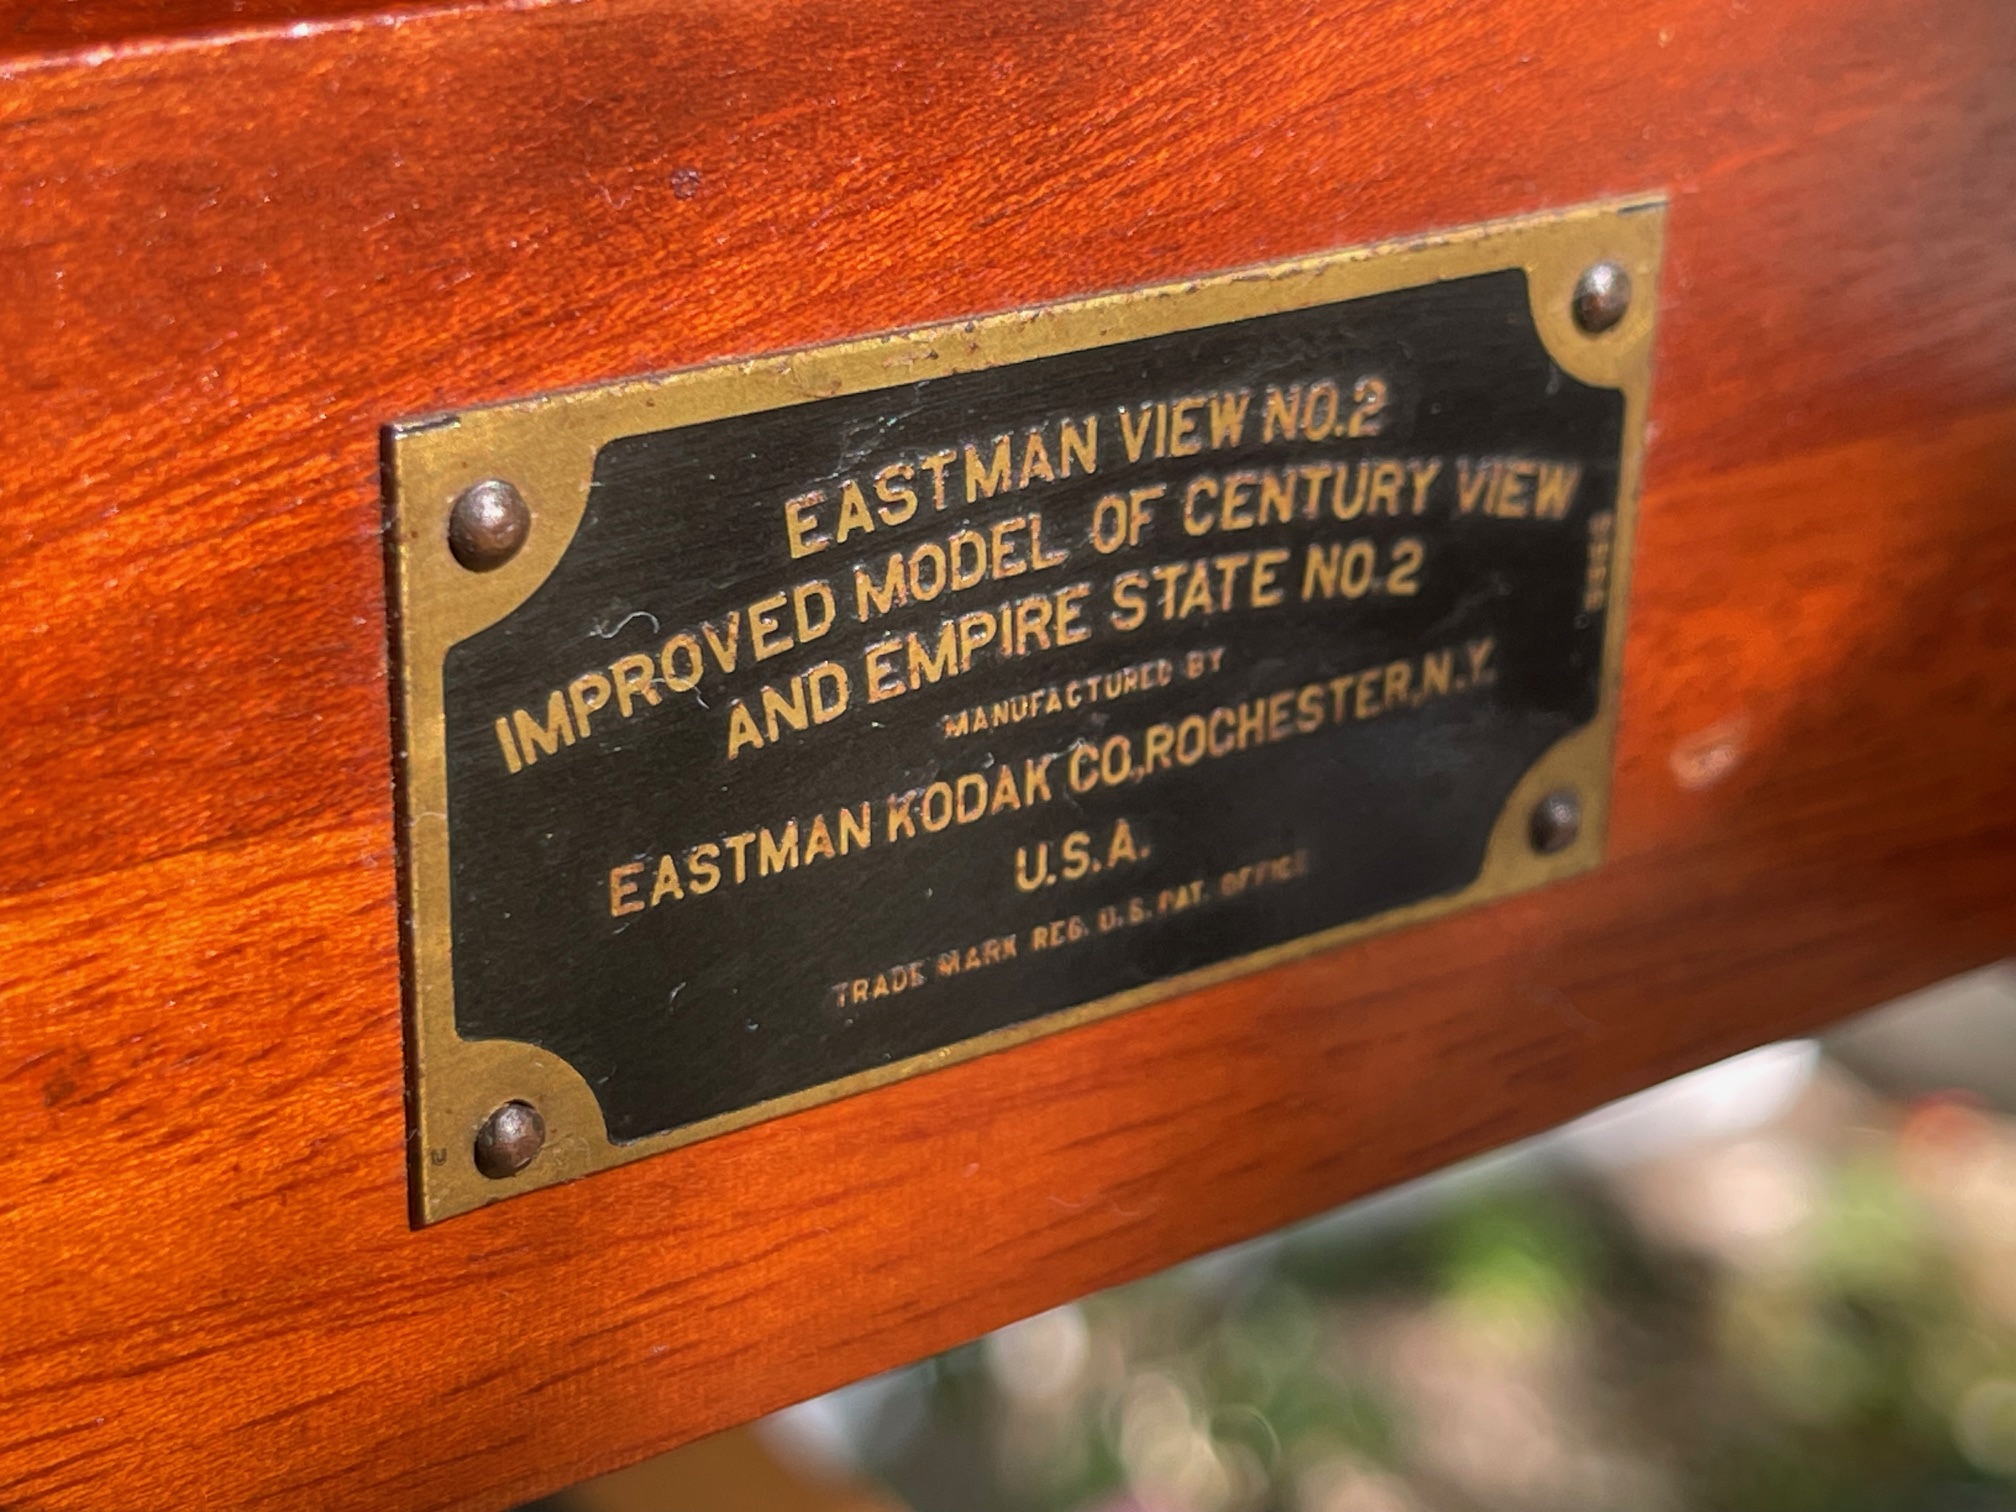 EASTMAN VIEW NO.2
IMPROVED MODEL OF CENTURY VIEW
AND EMPIRE STATE NO.2
MANUFACTURED BY
EASTMAN KODAK CO.,ROCHESTER,N.Y.
U.S.A.
TRADE MARK REG. U.S. PAT. OFFICE